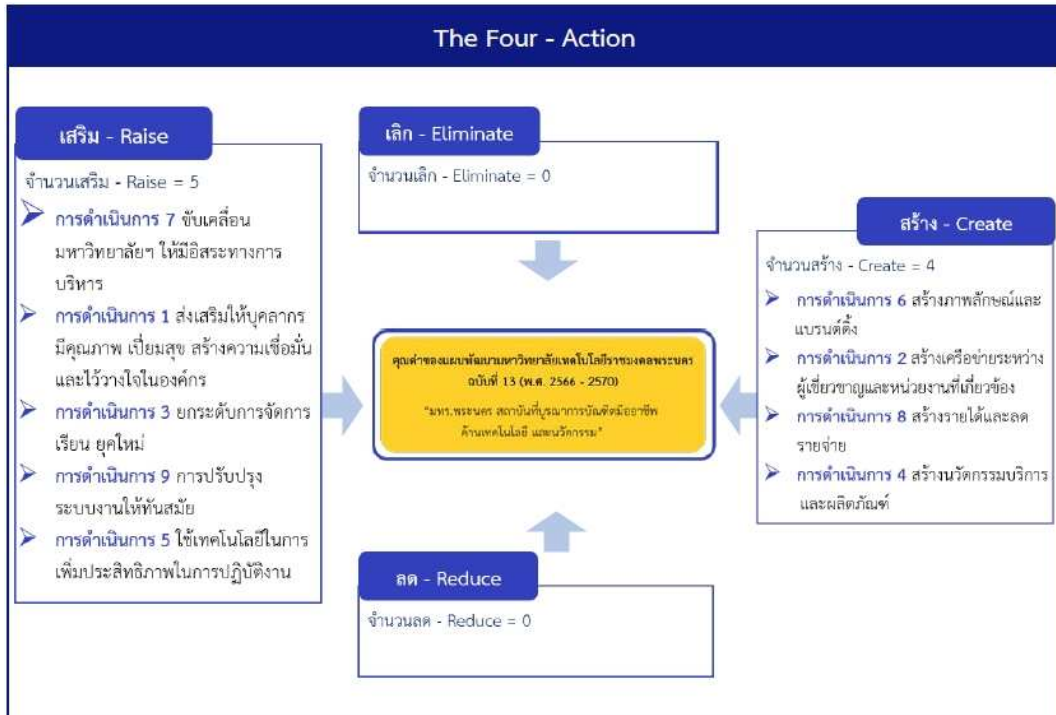 The Four - Action
เสริม - Raise
จำนวนเสริม - Raise = 5
การดำเนินการ 7 ขับเคลื่อน
มหาวิทยาลัยฯ ให้มีอิสระทางการ
บริหาร
การดำเนินการ 1 ส่งเสริมให้บุคลากร
มีคุณภาพ เปี่ยมสุข สร้างความเชื่อมั่น
และไว้วางใจในองค์กร
การดำเนินการ 3 ยกระดับการจัดการ
เรียน ยุคใหม่
การดำเนินการ 9 การปรับปรุง
ระบบงานให้ทันสมัย
การดำเนินการ 5 ใช้เทคโนโลยีในการ
เพิ่มประสิทธิภาพในการปฏิบัติงาน
เลิก - Eliminate
จำนวนเลิก - Eliminate = 0
คุณค่าของแผนพัฒนามหาวิทยาลัยเทคโนโลยีราชมงคลพระนคร
ฉบับที่ 13 (พ.ศ. 2566 - 2570)
"มทร.พระนคร สถาบันที่บูรณาการบัณฑิตมืออาชีพ
ด้านเทคโนโลยี และนวัตกรรม"
ลด - Reduce
จำนวนลด - Reduce = 0
สร้าง - Create
จำนวนสร้าง - Create = 4
การดำเนินการ 6 สร้างภาพลักษณ์และ
แบรนด์ดิ้ง
การดำเนินการ 2 สร้างเครือข่ายระหว่าง
ผู้เชี่ยวชาญและหน่วยงานที่เกี่ยวข้อง
การดำเนินการ 8 สร้างรายได้และลด
รายจ่าย
การดำเนินการ 4 สร้างนวัตกรรมบริการ
และผลิตภัณฑ์